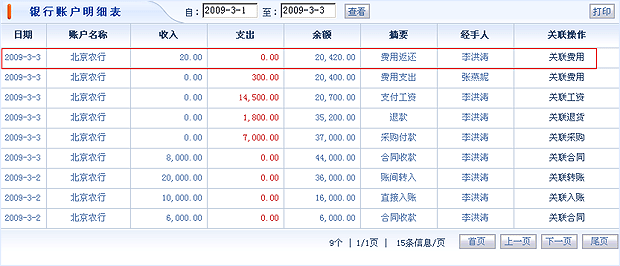 银行账户明细表 自: 2009-3-1 至: 2009-3-3 查看 打印
日期 账户名称 收入 支出 余额 摘要 经手人 关联操作
2009-3-3 北京农行 20.00 0.00 20,420.00 费用返还 李洪涛 关联费用
2009-3-3 北京农行 0.00 300.00 20,400.00 费用支出 张燕妮 关联费用
2009-3-3 北京农行 0.00 14,500.00 20,700.00 支付工资 李洪涛 关联工资
2009-3-3 北京农行 0.00 1,800.00 35,200.00 退款 李洪涛 关联退货
2009-3-3 北京农行 0.00 7,000.00 37,000.00 采购付款 李洪涛 关联采购
2009-3-3 北京农行 8,000.00 0.00 44,000.00 合同收款 李洪涛 关联合同
2009-3-2 北京农行 20,000.00 0.00 36,000.00 账间转入 李洪涛 关联转账
2009-3-2 北京农行 10,000.00 0.00 16,000.00 直接入账 李洪涛 关联入账
2009-3-2 北京农行 6,000.00 0.00 6,000.00 合同收款 李洪涛 关联合同
9个 | 1/1页 | 15条信息/页 首页 上一页 下一页 尾页